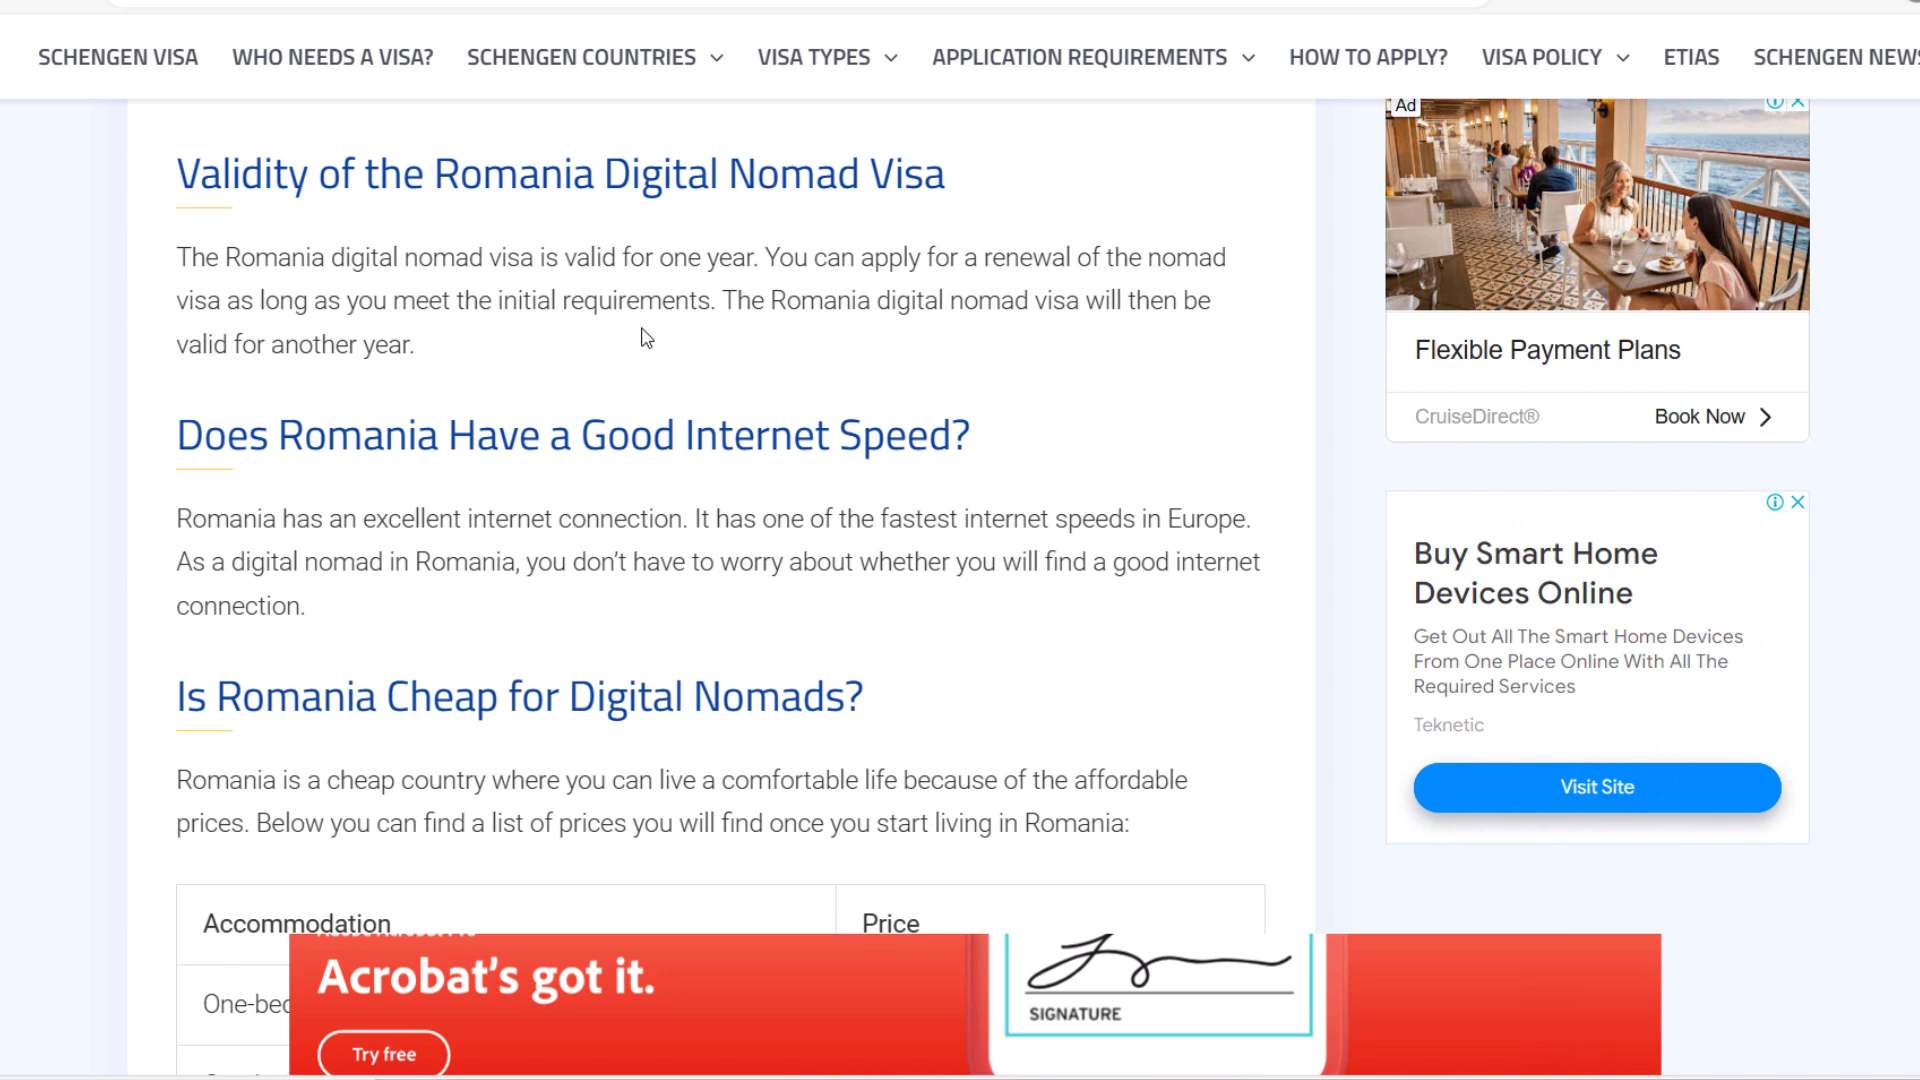 SCHENGEN VISA WHO NEEDS A VISA? SCHENGEN COUNTRIES VISA TYPES APPLICATION REQUIREMENTS HOW TO APPLY? VISA POLICY ETIAS SCHENGEN NEWS
Validity of the Romania Digital Nomad Visa
The Romania digital nomad visa is valid for one year. You can apply for a renewal of the nomad
visa as long as you meet the initial requirements. The Romania digital nomad visa will then be
valid for another year.
Does Romania Have a Good Internet Speed?
Romania has an excellent internet connection. It has one of the fastest internet speeds in Europe.
As a digital nomad in Romania, you don’t have to worry about whether you will find a good internet
connection.
Is Romania Cheap for Digital Nomads?
Romania is a cheap country where you can live a comfortable life because of the affordable
prices. Below you can find a list of prices you will find once you start living in Romania:
Accommodation Price
One-bed
Acrobat’s got it.
Try free
SIGNATURE
Ad
Flexible Payment Plans
CruiseDirect® Book Now
Buy Smart Home
Devices Online
Get Out All The Smart Home Devices
From One Place Online With All The
Required Services
Teknetic
Visit Site